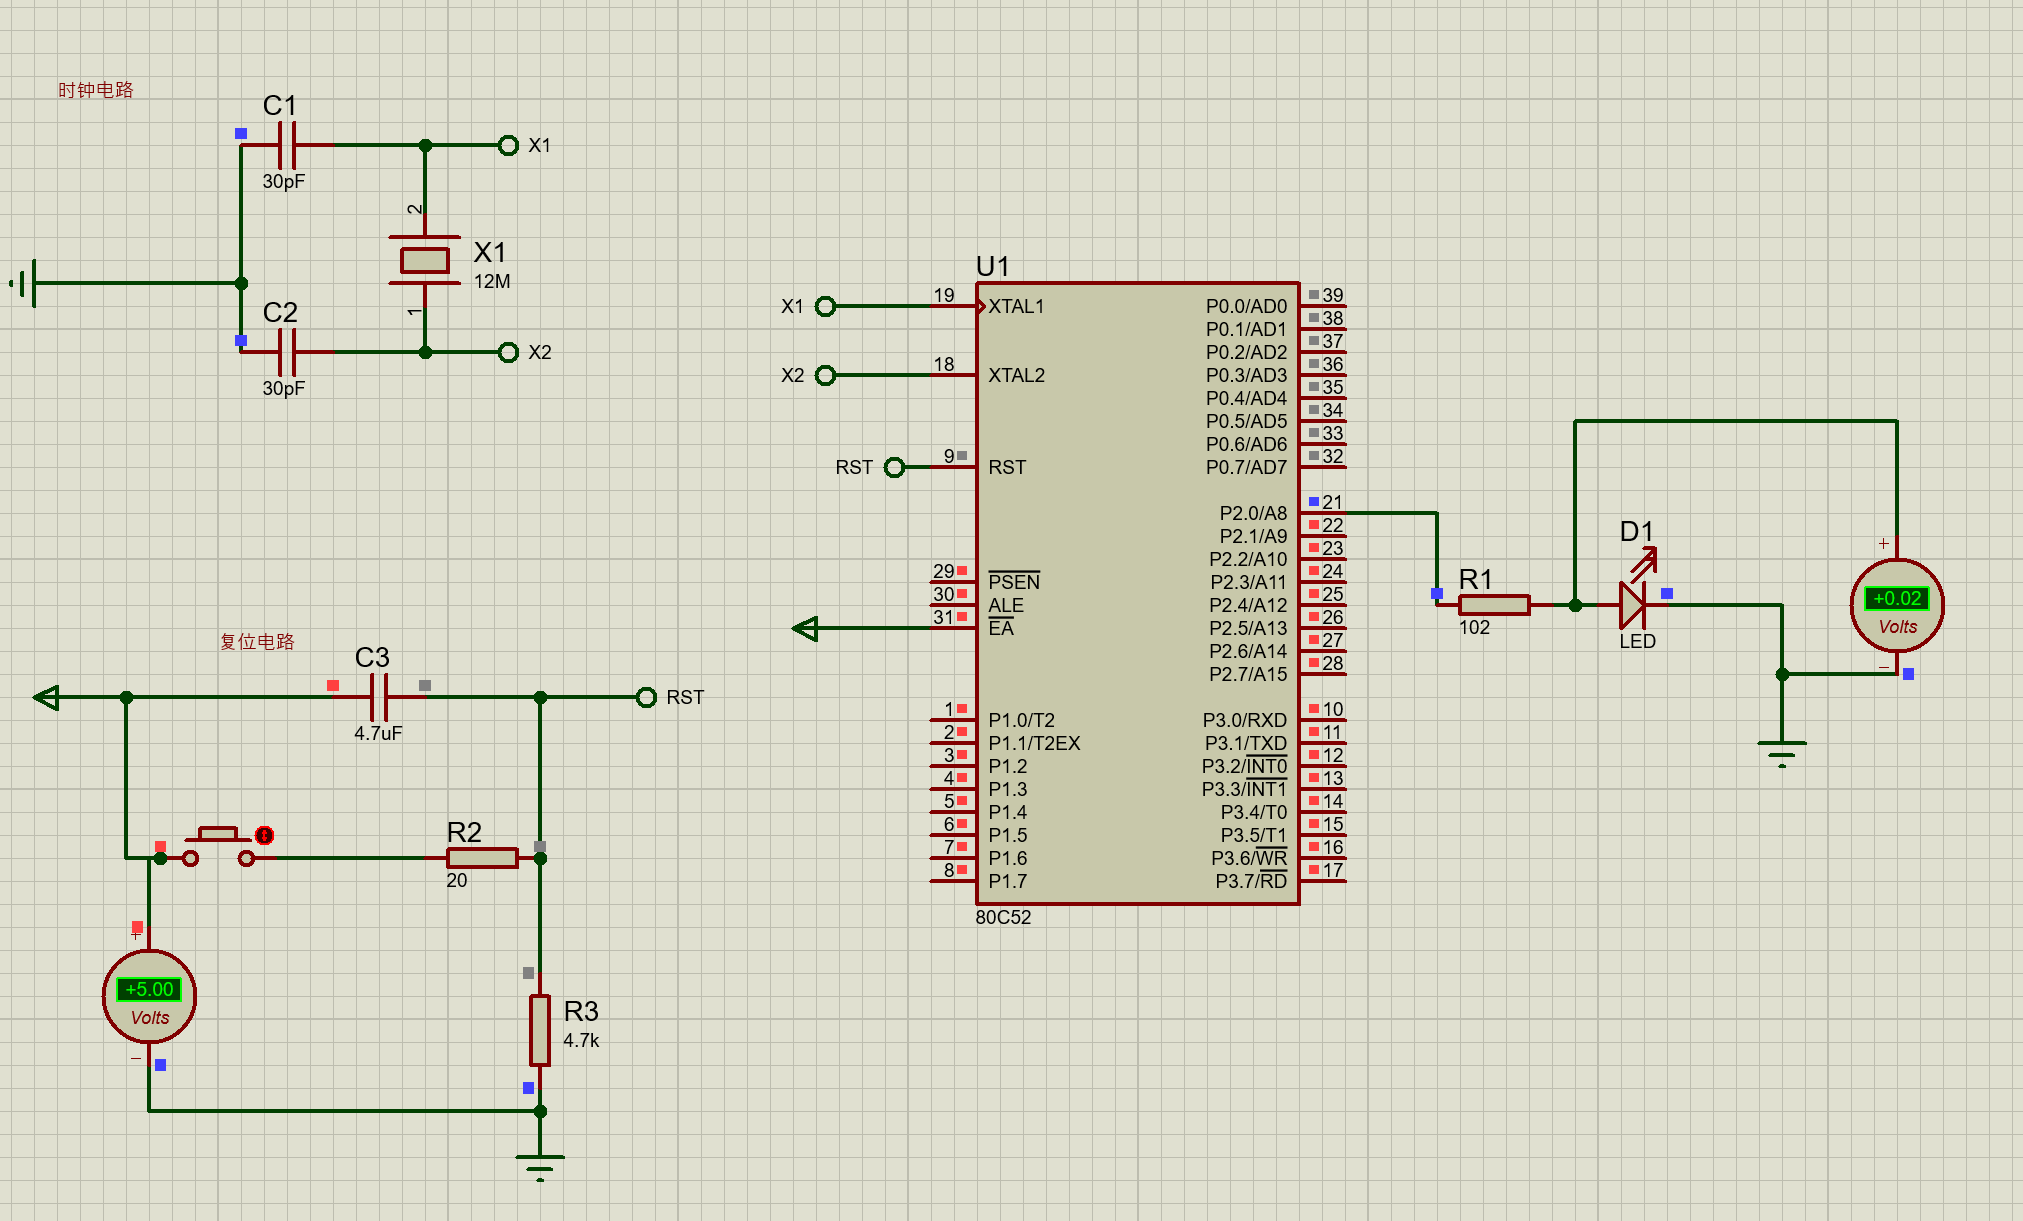 时钟电路
C1
30pF
X1
2
X1
12M
1
C2
30pF
X2
复位电路
C3
4.7uF
RST
R2
20
+
+5.00
Volts
−
R3
4.7k
U1
X1
19
XTAL1
X2
18
XTAL2
RST
9
RST
29
PSEN
30
ALE
31
EA
1
P1.0/T2
2
P1.1/T2EX
3
P1.2
4
P1.3
5
P1.4
6
P1.5
7
P1.6
8
P1.7
P0.0/AD0
39
P0.1/AD1
38
P0.2/AD2
37
P0.3/AD3
36
P0.4/AD4
35
P0.5/AD5
34
P0.6/AD6
33
P0.7/AD7
32
P2.0/A8
21
P2.1/A9
22
P2.2/A10
23
P2.3/A11
24
P2.4/A12
25
P2.5/A13
26
P2.6/A14
27
P2.7/A15
28
P3.0/RXD
10
P3.1/TXD
11
P3.2/INT0
12
P3.3/INT1
13
P3.4/T0
14
P3.5/T1
15
P3.6/WR
16
P3.7/RD
17
80C52
R1
102
D1
LED
+
+0.02
Volts
−